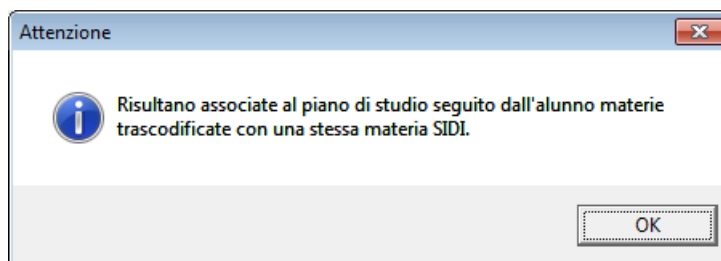 Attenzione
Risultano associate al piano di studio seguito dall'alunno materie
trascodificate con una stessa materia SIDI.
OK